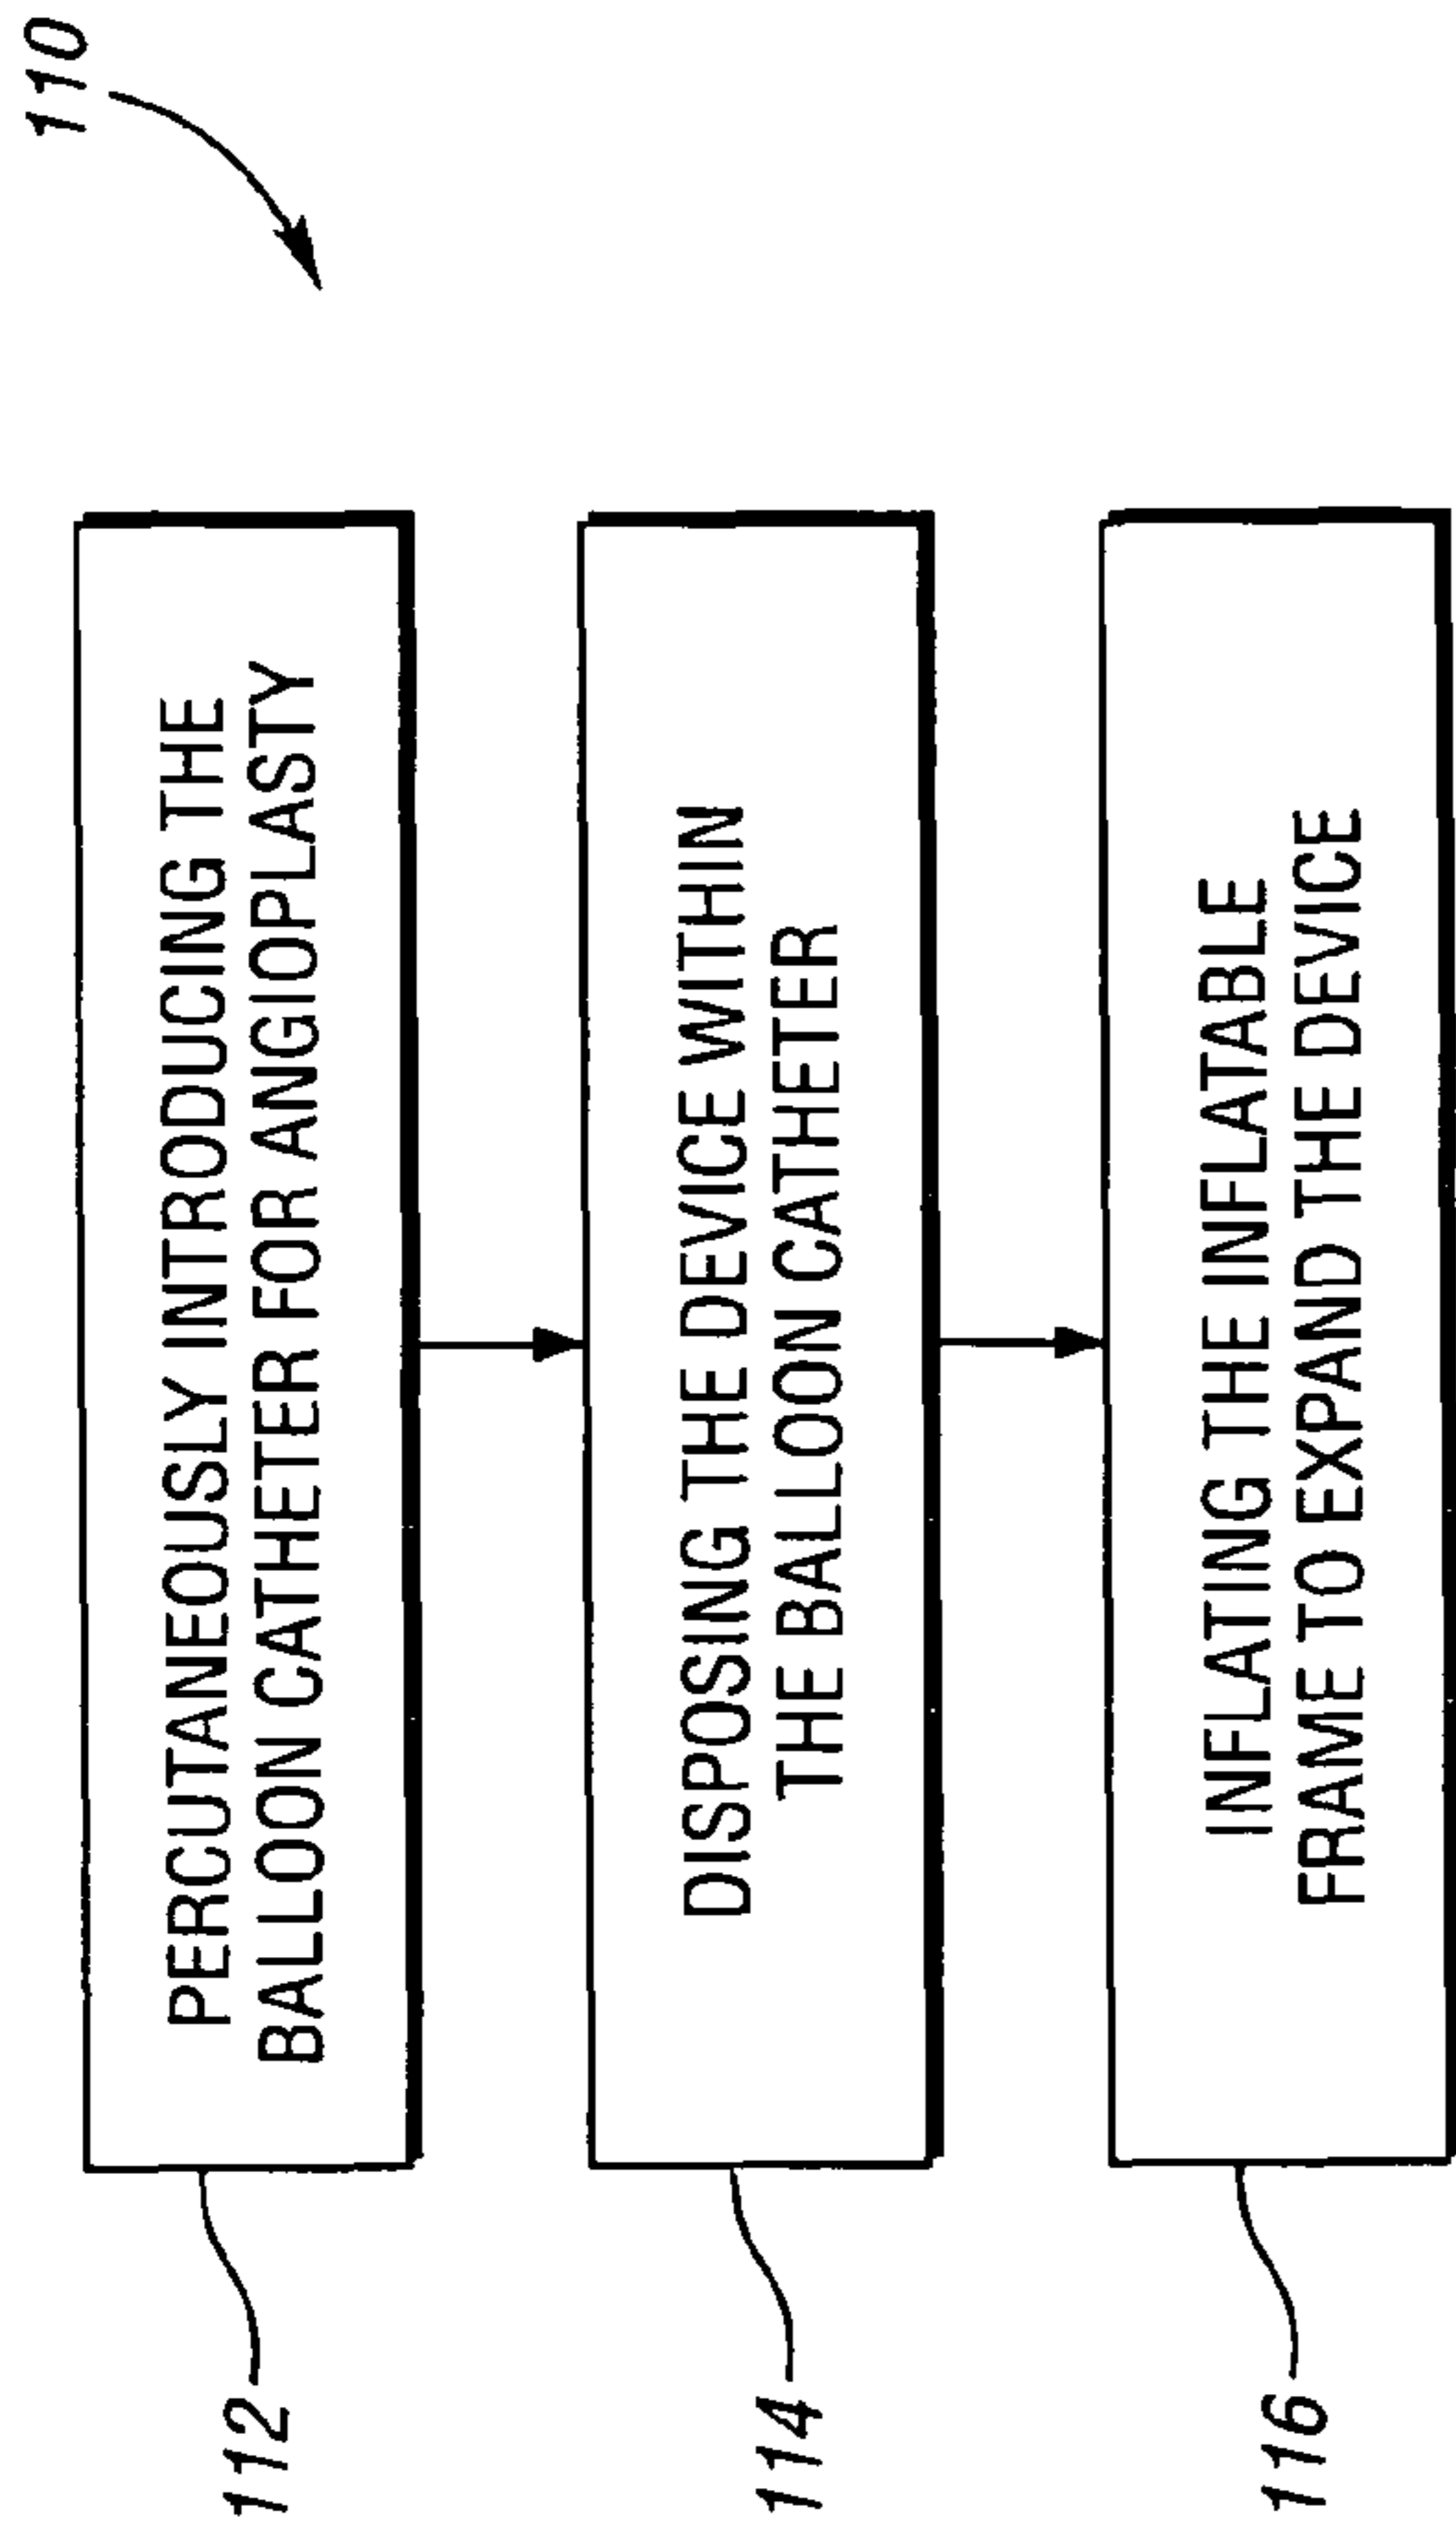 110
112
PERCUTANEOUSLY INTRODUCING THE
BALLOON CATHETER FOR ANGIOPLASTY
114
DISPOSING THE DEVICE WITHIN
THE BALLOON CATHETER
116
INFLATING THE INFLATABLE
FRAME TO EXPAND THE DEVICE